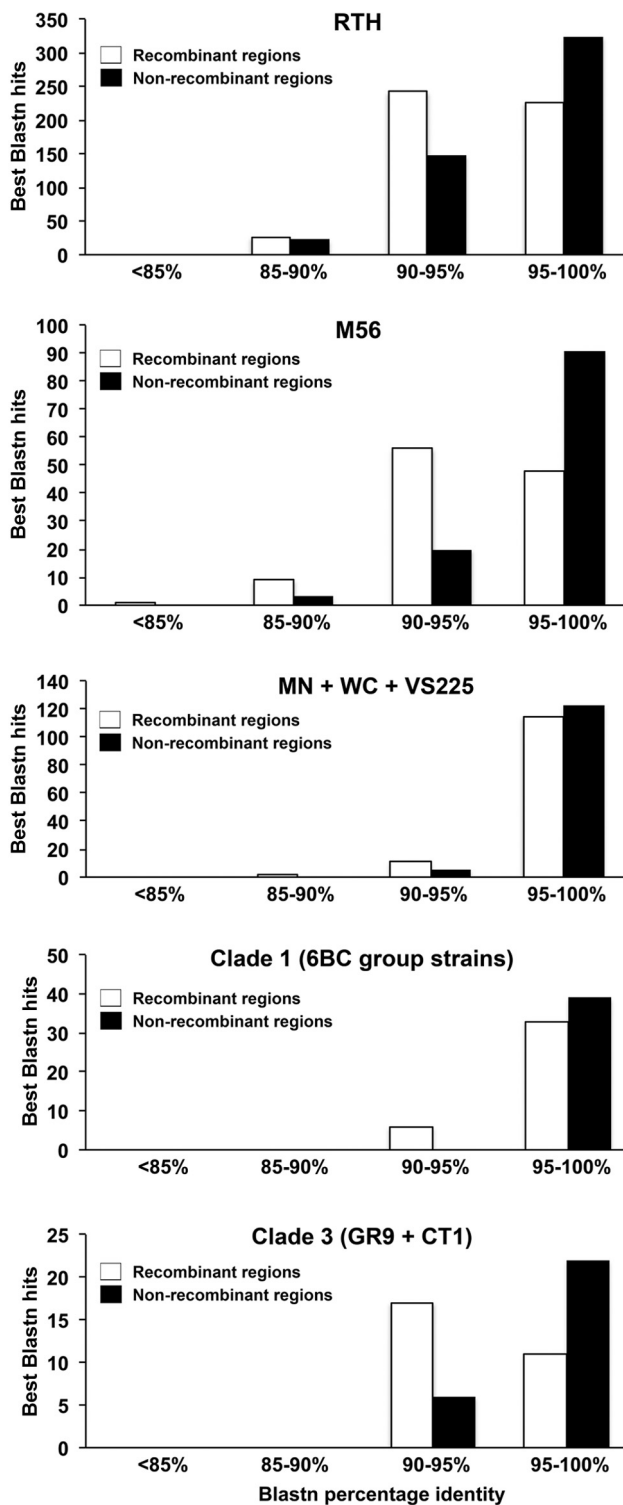 RTH
Recombinant regions
Non-recombinant regions
Best Blastn hits
350
300
250
200
150
100
50
0
<85%
85-90%
90-95%
95-100%
M56
Recombinant regions
Non-recombinant regions
Best Blastn hits
100
90
80
70
60
50
40
30
20
10
0
<85%
85-90%
90-95%
95-100%
MN + WC + VS225
Recombinant regions
Non-recombinant regions
Best Blastn hits
140
120
100
80
60
40
20
0
<85%
85-90%
90-95%
95-100%
Clade 1 (6BC group strains)
Recombinant regions
Non-recombinant regions
Best Blastn hits
50
40
30
20
10
0
<85%
85-90%
90-95%
95-100%
Clade 3 (GR9 + CT1)
Recombinant regions
Non-recombinant regions
Best Blastn hits
25
20
15
10
5
0
<85%
85-90%
90-95%
95-100%
Blastn percentage identity